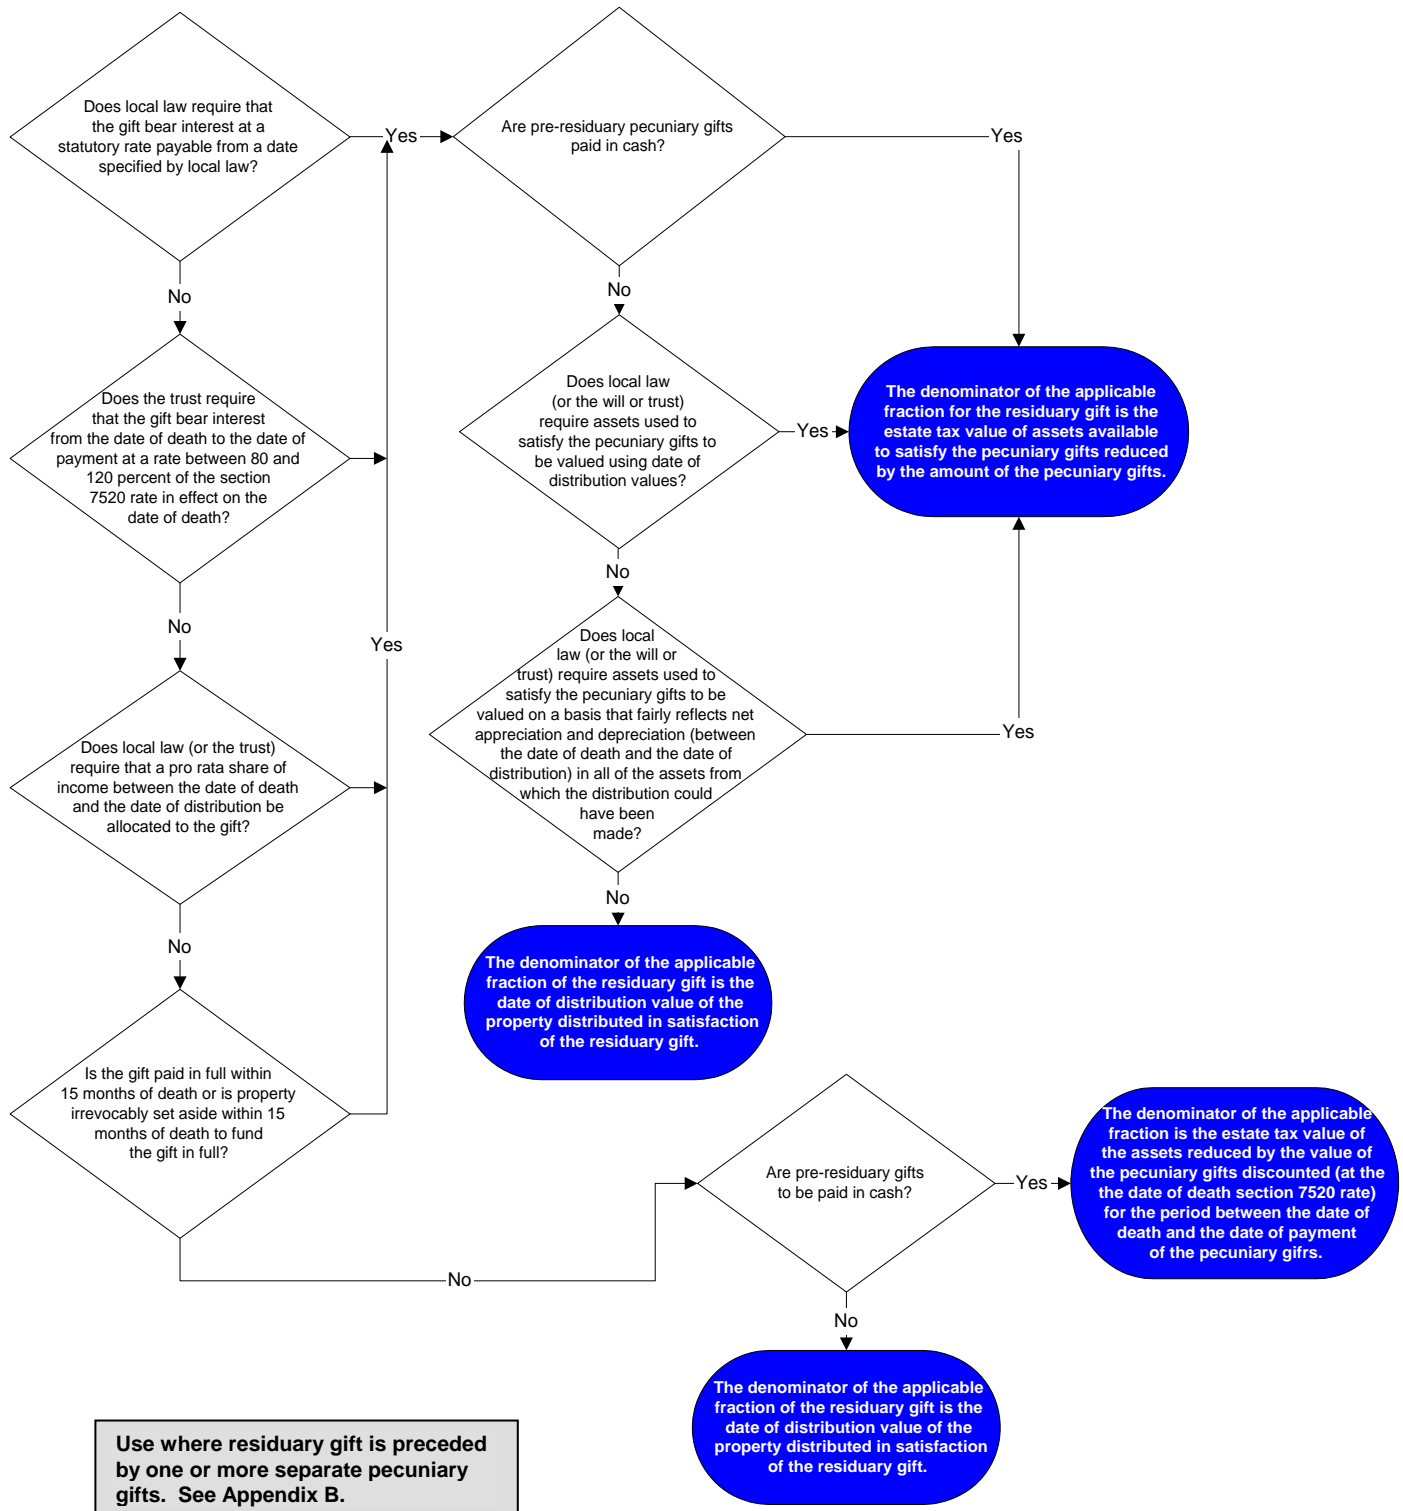 Does local law require that
the gift bear interest at a
statutory rate payable from a date
specified by local law?
Yes
Are pre-residuary pecuniary gifts
paid in cash?
Yes
No
No
Does the trust require
that the gift bear interest
from the date of death to the date of
payment at a rate between 80 and
120 percent of the section
7520 rate in effect on the
date of death?
Does local law
(or the will or trust)
require assets used to
satisfy the pecuniary gifts to
be valued using date of
distribution values?
Yes
The denominator of the applicable
fraction for the residuary gift is the
estate tax value of assets available
to satisfy the pecuniary gifts reduced
by the amount of the pecuniary gifts.
No
No
Yes
Does local
law (or the will or
trust) require assets used to
satisfy the pecuniary gifts to be
valued on a basis that fairly reflects net
appreciation and depreciation (between
the date of death and the date of
distribution) in all of the assets from
which the distribution could
have been
made?
Yes
Does local law (or the trust)
require that a pro rata share of
income between the date of death
and the date of distribution be
allocated to the gift?
No
No
The denominator of the applicable
fraction of the residuary gift is the
date of distribution value of the
property distributed in satisfaction
of the residuary gift.
Is the gift paid in full within
15 months of death or is property
irrevocably set aside within 15
months of death to fund
the gift in full?
No
Are pre-residuary gifts
to be paid in cash?
Yes
The denominator of the applicable
fraction is the estate tax value of
the assets reduced by the value of
the pecuniary gifts discounted (at the
the date of death section 7520 rate)
for the period between the date of
death and the date of payment
of the pecuniary gifrs.
No
The denominator of the applicable
fraction of the residuary gift is the
date of distribution value of the
property distributed in satisfaction
of the residuary gift.
Use where residuary gift is preceded
by one or more separate pecuniary
gifts.  See Appendix B.